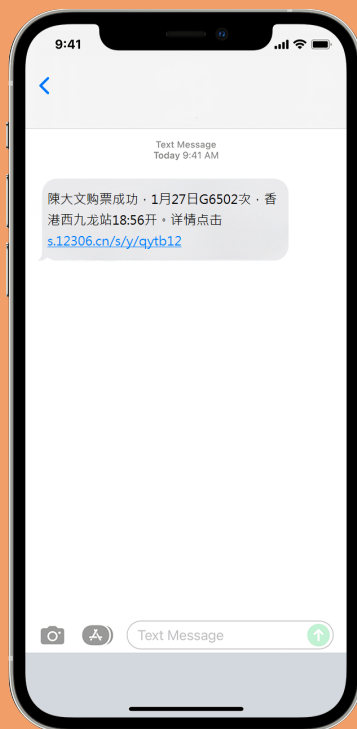 9:41
Text Message
Today 9:41 AM
陳大文购票成功，1月27日G6502次，香
港西九龙站18:56开。详情点击
s.12306.cn/s/y/qytb12
Text Message